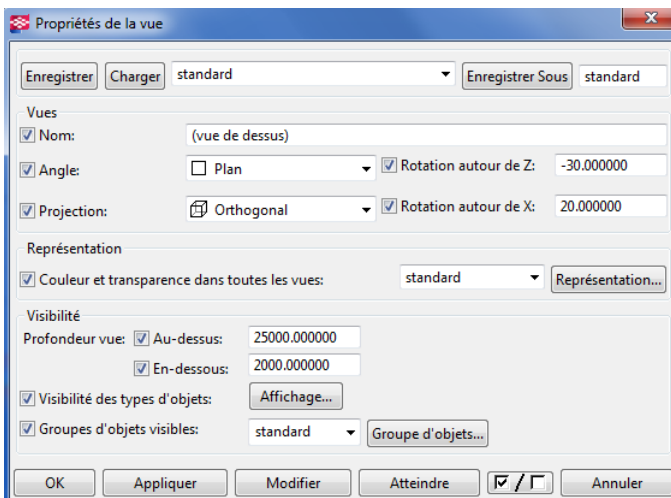 Propriétés de la vue
Enregistrer Charger standard Enregistrer Sous standard
Vues
Nom: (vue de dessus)
Angle: Plan Rotation autour de Z: -30.000000
Projection: Orthogonal Rotation autour de X: 20.000000
Représentation
Couleur et transparence dans toutes les vues: standard Représentation...
Visibilité
Profondeur vue: Au-dessus: 25000.000000
En-dessous: 2000.000000
Visibilité des types d'objets: Affichage...
Groupes d'objets visibles: standard Groupe d'objets...
OK Appliquer Modifier Atteindre / Annuler